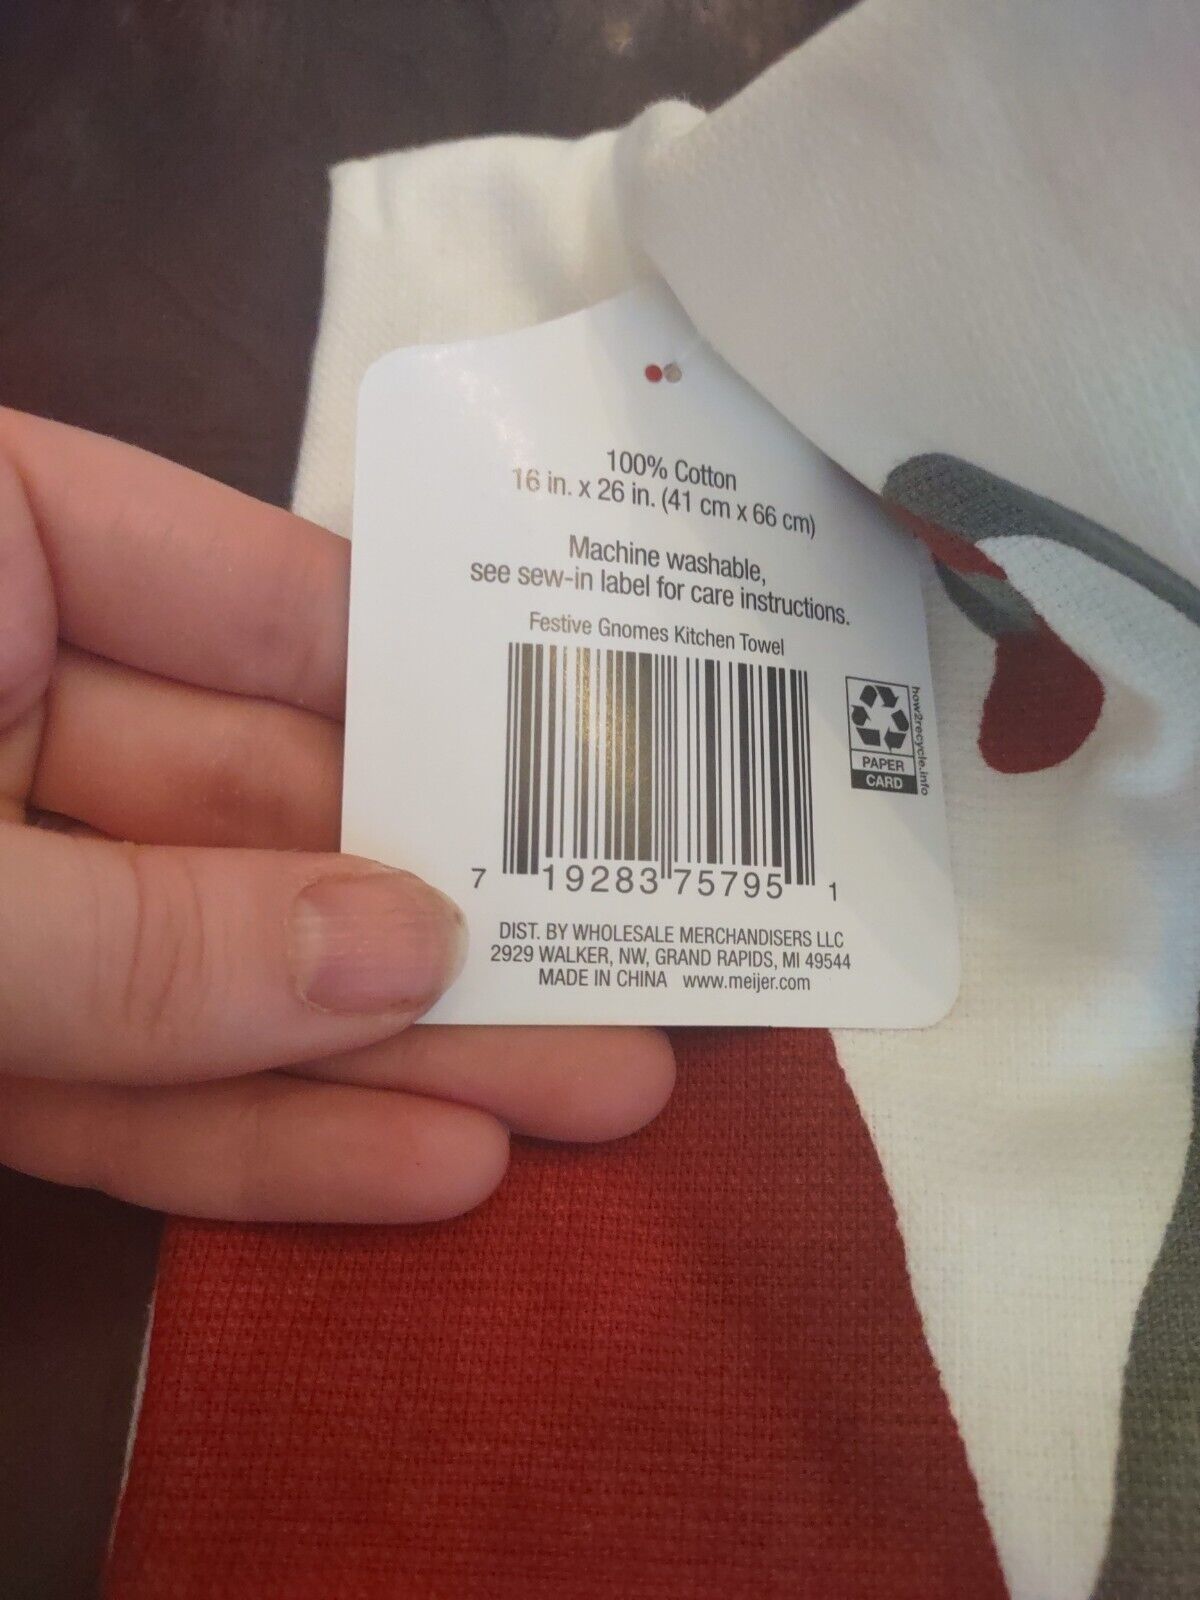 100% Cotton
16 in. x 26 in. (41 cm x 66 cm)
Machine washable,
see sew-in label for care instructions.
Festive Gnomes Kitchen Towel
7 19283 75795 1
how2recycle.info
PAPER
CARD
DIST. BY WHOLESALE MERCHANDISERS LLC
2929 WALKER, NW, GRAND RAPIDS, MI 49544
MADE IN CHINA www.meijer.com